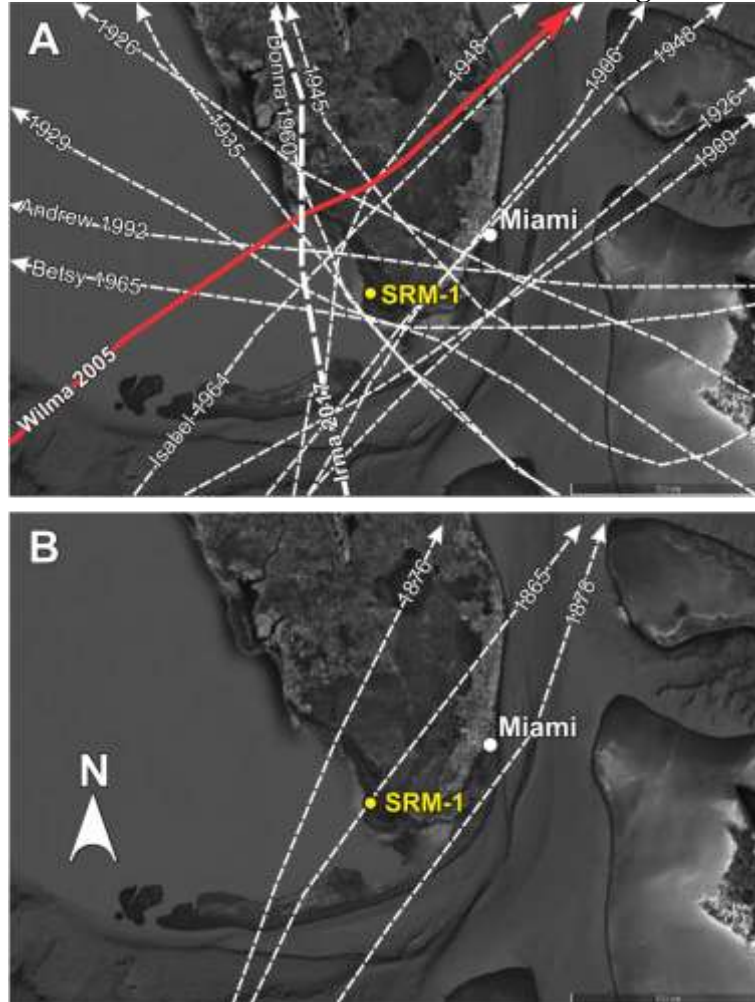 A
1926
1935
Donna 1960
1945
1948
1906
1948
1926
1909
1929
Andrew 1992
Miami
Betsy 1965
SRM-1
Wilma 2005
Isabel 1964
Irma 2017
B
1876
1865
1878
Miami
N
SRM-1